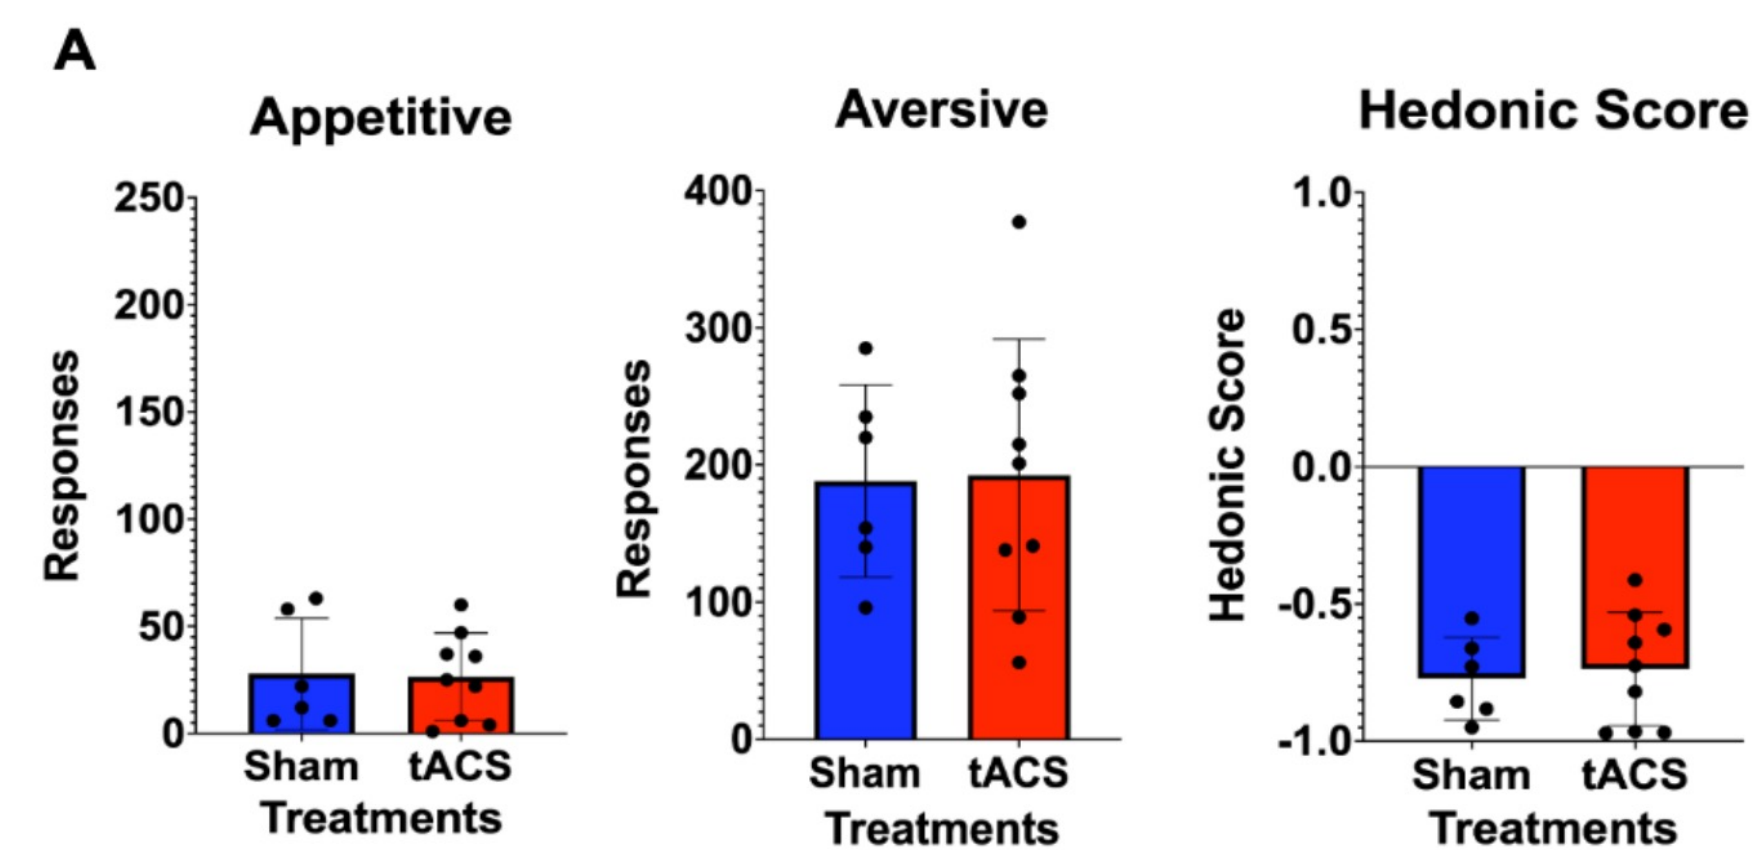 A
Appetitive
250
200
150
100
50
0
Responses
Sham tACS
Treatments
Aversive
400
300
200
100
0
Responses
Sham tACS
Treatments
Hedonic Score
1.0
0.5
0.0
-0.5
-1.0
Hedonic Score
Sham tACS
Treatments